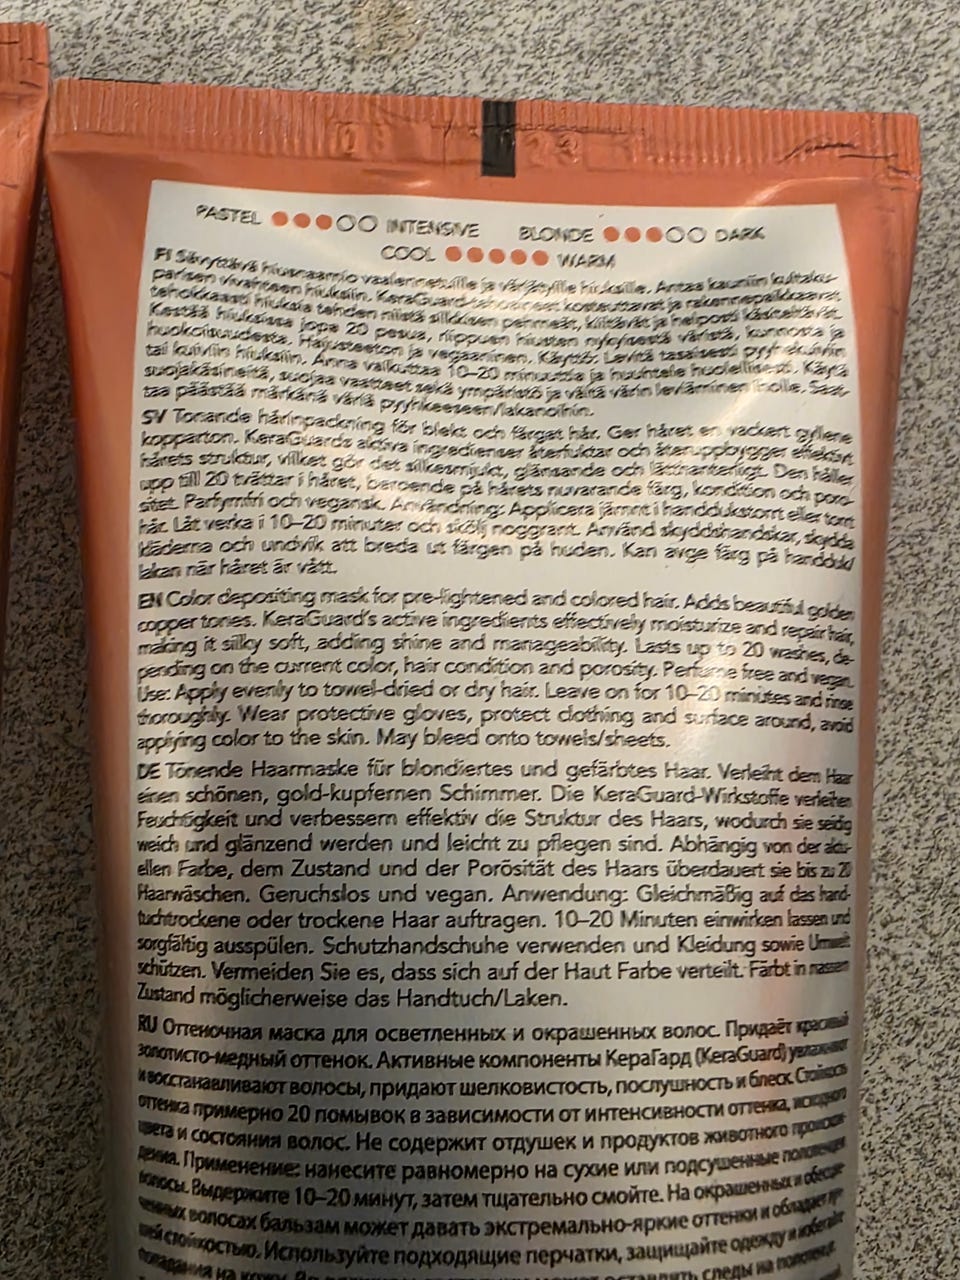 PASTEL INTENSIVE BLONDE DARK
COOL WARM
FI Sävyttävä hiusnaamio vaalennetuille ja värjätyille hiuksille. Antaa kauniin kultaku-
parisen vivahteen hiuksiin. KeraGuard-tehoaineet kosteuttavat ja rakennepaikkaavat
tehokkaasti hiuksia tehden niistä silkkisen pehmeät, kiiltävät ja helposti käsiteltävät.
Kestää hiuksissa jopa 20 pesua, riippuen hiusten nykyisestä väristä, kunnosta ja
huokoisuudesta. Hajusteeton ja vegaaninen. Käyttö: Levitä tasaisesti pyyhekuiviin
tai kuiviin hiuksiin. Anna vaikuttaa 10–20 minuuttia ja huuhtele huolellisesti. Käytä
suojakäsineitä, suojaa vaatteet sekä ympäristö ja vältä värin leviäminen iholle. Saat-
taa päästää märkänä väriä pyyhkeeseen/lakanoihin.
SV Tonande hårinpackning för blekt och färgat hår. Ger håret en vackert gyllene
kopparton. KeraGuards aktiva ingredienser återfuktar och återuppbygger effektivt
hårets struktur, vilket gör det silkesmjukt, glänsande och lätthanterligt. Den håller
upp till 20 tvättar i håret, beroende på hårets nuvarande färg, kondition och poro-
sitet. Parfymfri och vegansk. Användning: Applicera jämnt i handdukstorrt eller torrt
hår. Låt verka i 10–20 minuter och skölj noggrant. Använd skyddshandskar, skydda
kläderna och undvik att breda ut färgen på huden. Kan avge färg på handduk/
lakan när håret är vått.
EN Color depositing mask for pre-lightened and colored hair. Adds beautiful golden
copper tones. KeraGuard's active ingredients effectively moisturize and repair hair,
making it silky soft, adding shine and manageability. Lasts up to 20 washes, de-
pending on the current color, hair condition and porosity. Perfume free and vegan.
Use: Apply evenly to towel-dried or dry hair. Leave on for 10–20 minutes and rinse
thoroughly. Wear protective gloves, protect clothing and surface around, avoid
applying color to the skin. May bleed onto towels/sheets.
DE Tönende Haarmaske für blondiertes und gefärbtes Haar. Verleiht dem Haar
einen schönen, gold-kupfernen Schimmer. Die KeraGuard-Wirkstoffe verleihen
Feuchtigkeit und verbessern effektiv die Struktur des Haars, wodurch sie seidig
weich und glänzend werden und leicht zu pflegen sind. Abhängig von der aktu-
ellen Farbe, dem Zustand und der Porösität des Haars überdauert sie bis zu 20
Haarwäschen. Geruchslos und vegan. Anwendung: Gleichmäßig auf das hand-
tuchtrockene oder trockene Haar auftragen. 10–20 Minuten einwirken lassen und
sorgfältig ausspülen. Schutzhandschuhe verwenden und Kleidung sowie Umwelt
schützen. Vermeiden Sie es, dass sich auf der Haut Farbe verteilt. Färbt in nassem
Zustand möglicherweise das Handtuch/Laken.
RU Оттеночная маска для осветленных и окрашенных волос. Придаёт красивый
золотисто-медный оттенок. Активные компоненты КераГард (KeraGuard) увлажняют
и восстанавливают волосы, придают шелковистость, послушность и блеск. Стойкость
оттенка примерно 20 помывок в зависимости от интенсивности оттенка, исходного
цвета и состояния волос. Не содержит отдушек и продуктов животного происхож-
дения. Применение: нанесите равномерно на сухие или подсушенные полотенцем
волосы. Выдержите 10–20 минут, затем тщательно смойте. На окрашенных и обесцве-
ченных волосах бальзам может давать экстремально-яркие оттенки и обладает
стойкостью. Используйте подходящие перчатки, защищайте одежду и избегайте
попадания на кожу. может оставлять следы на